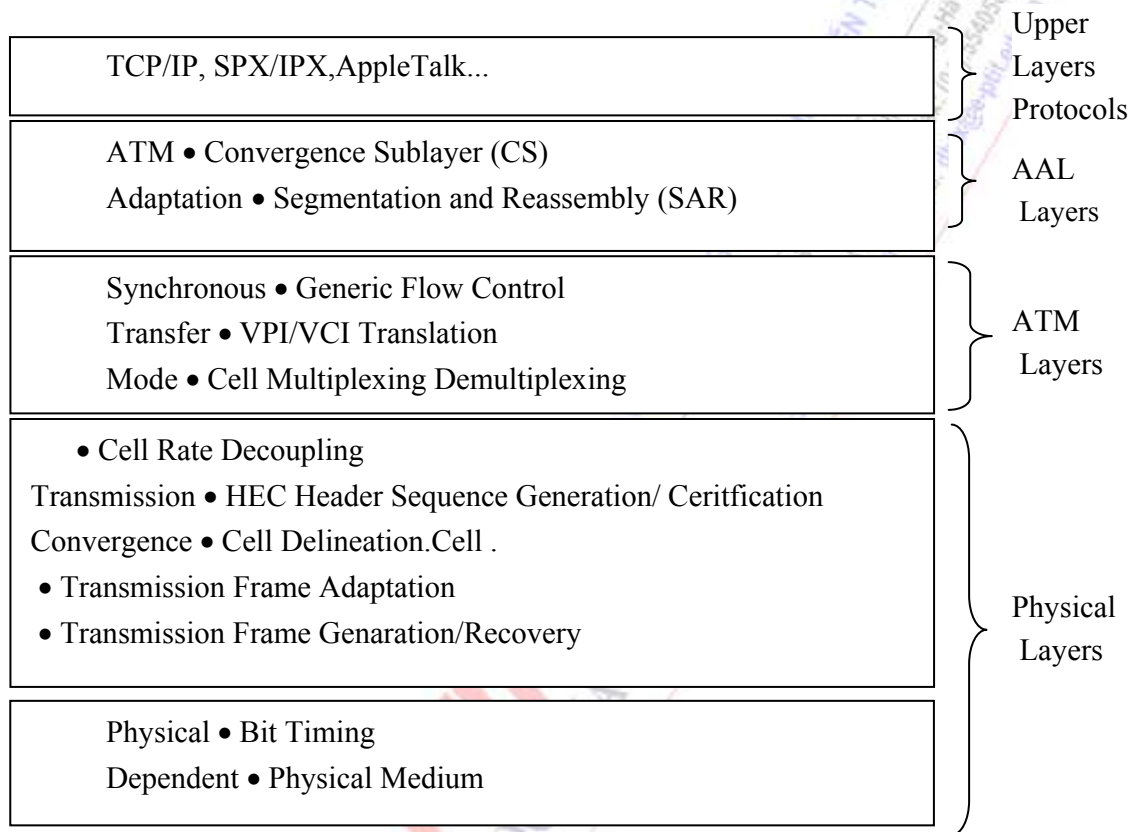 TCP/IP, SPX/IPX,AppleTalk...
Upper
Layers
Protocols
ATM • Convergence Sublayer (CS)
Adaptation • Segmentation and Reassembly (SAR)
AAL
Layers
Synchronous • Generic Flow Control
Transfer • VPI/VCI Translation
Mode • Cell Multiplexing Demultiplexing
ATM
Layers
• Cell Rate Decoupling
Transmission • HEC Header Sequence Generation/ Ceritfication
Convergence • Cell Delineation.Cell .
• Transmission Frame Adaptation
• Transmission Frame Genaration/Recovery
Physical
Layers
Physical • Bit Timing
Dependent • Physical Medium